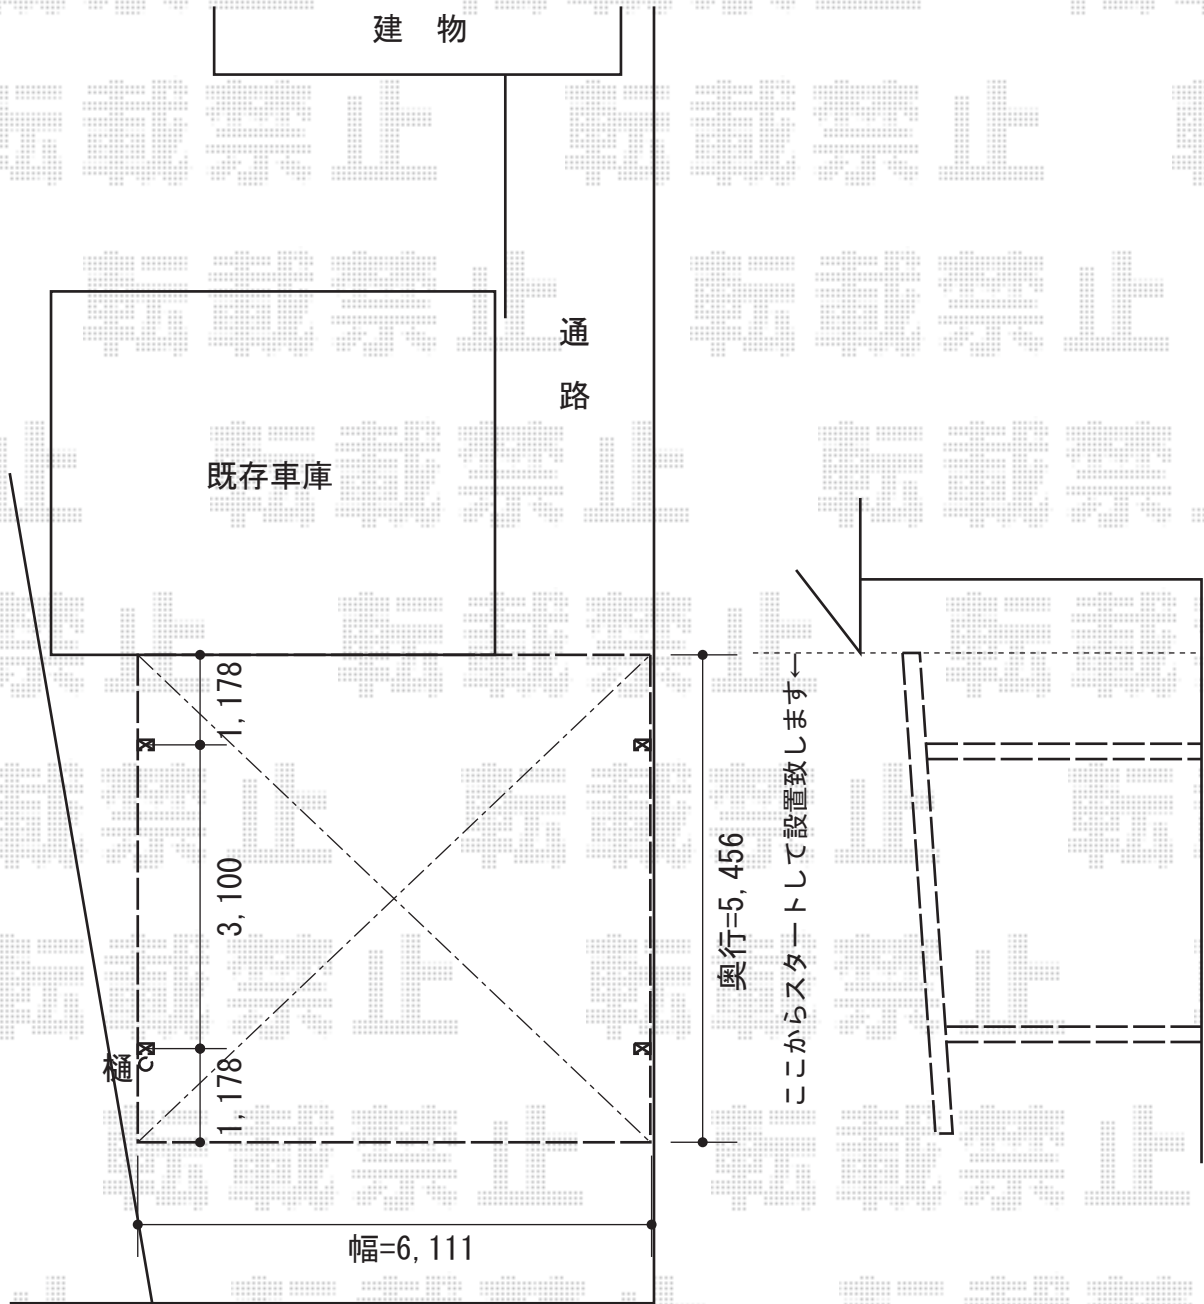 建 物
通
路
既存車庫
1,178
3,100
1,178
樋
奥行=5,456
ここからスタートして設置致します←
幅=6,111
転載禁止